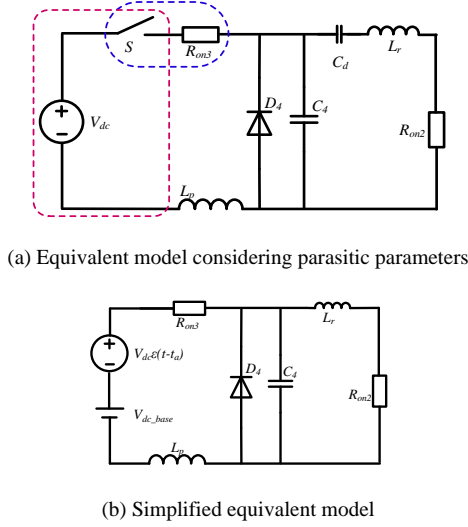 S
R_on3
C_d
L_r
D_4
C_4
V_dc
R_on2
L_p
(a) Equivalent model considering parasitic parameters
R_on3
L_r
V_dcε(t-t_a)
D_4
C_4
R_on2
V_dc_base
L_p
(b) Simplified equivalent model